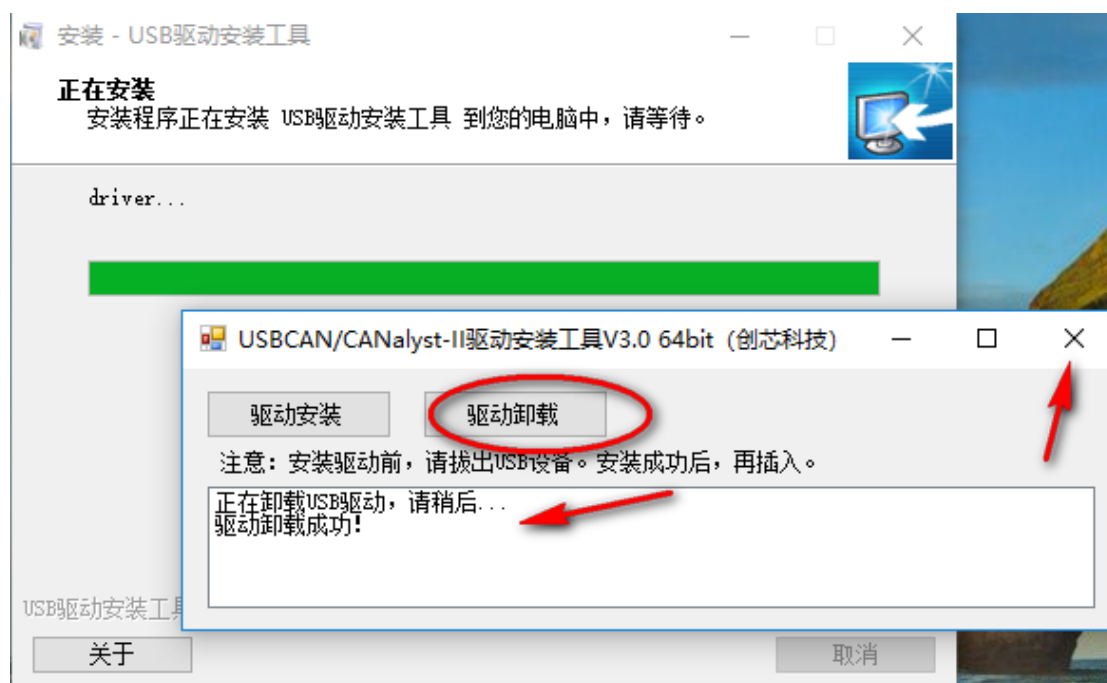 安装 - USB驱动安装工具
正在安装
安装程序正在安装 USB驱动安装工具 到您的电脑中，请等待。
driver...
USBCAN/CANalyst-II驱动安装工具V3.0 64bit (创芯科技)
驱动安装
驱动卸载
注意：安装驱动前，请拔出USB设备。安装成功后，再插入。
正在卸载USB驱动，请稍后...
驱动卸载成功!
USB驱动安装工具
关于
取消